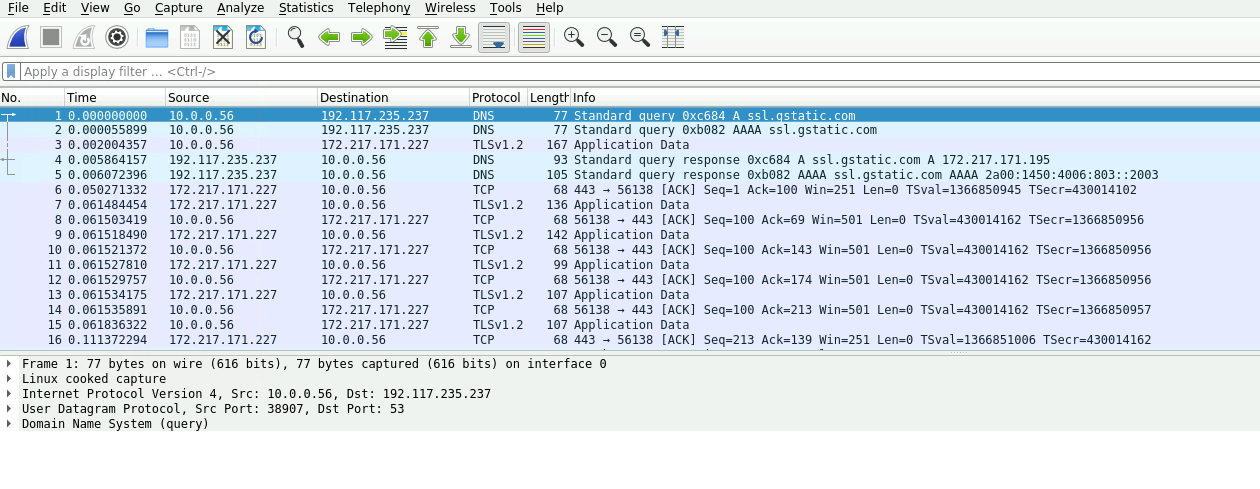 File Edit View Go Capture Analyze Statistics Telephony Wireless Tools Help
Apply a display filter ... <Ctrl-/>
No. Time Source Destination Protocol Length Info
1 0.000000000 10.0.0.56 192.117.235.237 DNS 77 Standard query 0xc684 A ssl.gstatic.com
2 0.000055899 10.0.0.56 192.117.235.237 DNS 77 Standard query 0xb082 AAAA ssl.gstatic.com
3 0.002004357 10.0.0.56 172.217.171.227 TLSv1.2 167 Application Data
4 0.005864157 192.117.235.237 10.0.0.56 DNS 93 Standard query response 0xc684 A ssl.gstatic.com A 172.217.171.195
5 0.006072396 192.117.235.237 10.0.0.56 DNS 105 Standard query response 0xb082 AAAA ssl.gstatic.com AAAA 2a00:1450:4006:803::2003
6 0.050271332 172.217.171.227 10.0.0.56 TCP 68 443 → 56138 [ACK] Seq=1 Ack=100 Win=251 Len=0 TSval=1366850945 TSecr=430014102
7 0.061484454 172.217.171.227 10.0.0.56 TLSv1.2 136 Application Data
8 0.061503419 10.0.0.56 172.217.171.227 TCP 68 56138 → 443 [ACK] Seq=100 Ack=69 Win=501 Len=0 TSval=430014162 TSecr=1366850956
9 0.061518490 172.217.171.227 10.0.0.56 TLSv1.2 142 Application Data
10 0.061521372 10.0.0.56 172.217.171.227 TCP 68 56138 → 443 [ACK] Seq=100 Ack=143 Win=501 Len=0 TSval=430014162 TSecr=1366850956
11 0.061527810 172.217.171.227 10.0.0.56 TLSv1.2 99 Application Data
12 0.061529757 10.0.0.56 172.217.171.227 TCP 68 56138 → 443 [ACK] Seq=100 Ack=174 Win=501 Len=0 TSval=430014162 TSecr=1366850956
13 0.061534175 172.217.171.227 10.0.0.56 TLSv1.2 107 Application Data
14 0.061535891 10.0.0.56 172.217.171.227 TCP 68 56138 → 443 [ACK] Seq=100 Ack=213 Win=501 Len=0 TSval=430014162 TSecr=1366850957
15 0.061836322 10.0.0.56 172.217.171.227 TLSv1.2 107 Application Data
16 0.111372294 172.217.171.227 10.0.0.56 TCP 68 443 → 56138 [ACK] Seq=213 Ack=139 Win=251 Len=0 TSval=1366851006 TSecr=430014162
Frame 1: 77 bytes on wire (616 bits), 77 bytes captured (616 bits) on interface 0
Linux cooked capture
Internet Protocol Version 4, Src: 10.0.0.56, Dst: 192.117.235.237
User Datagram Protocol, Src Port: 38907, Dst Port: 53
Domain Name System (query)